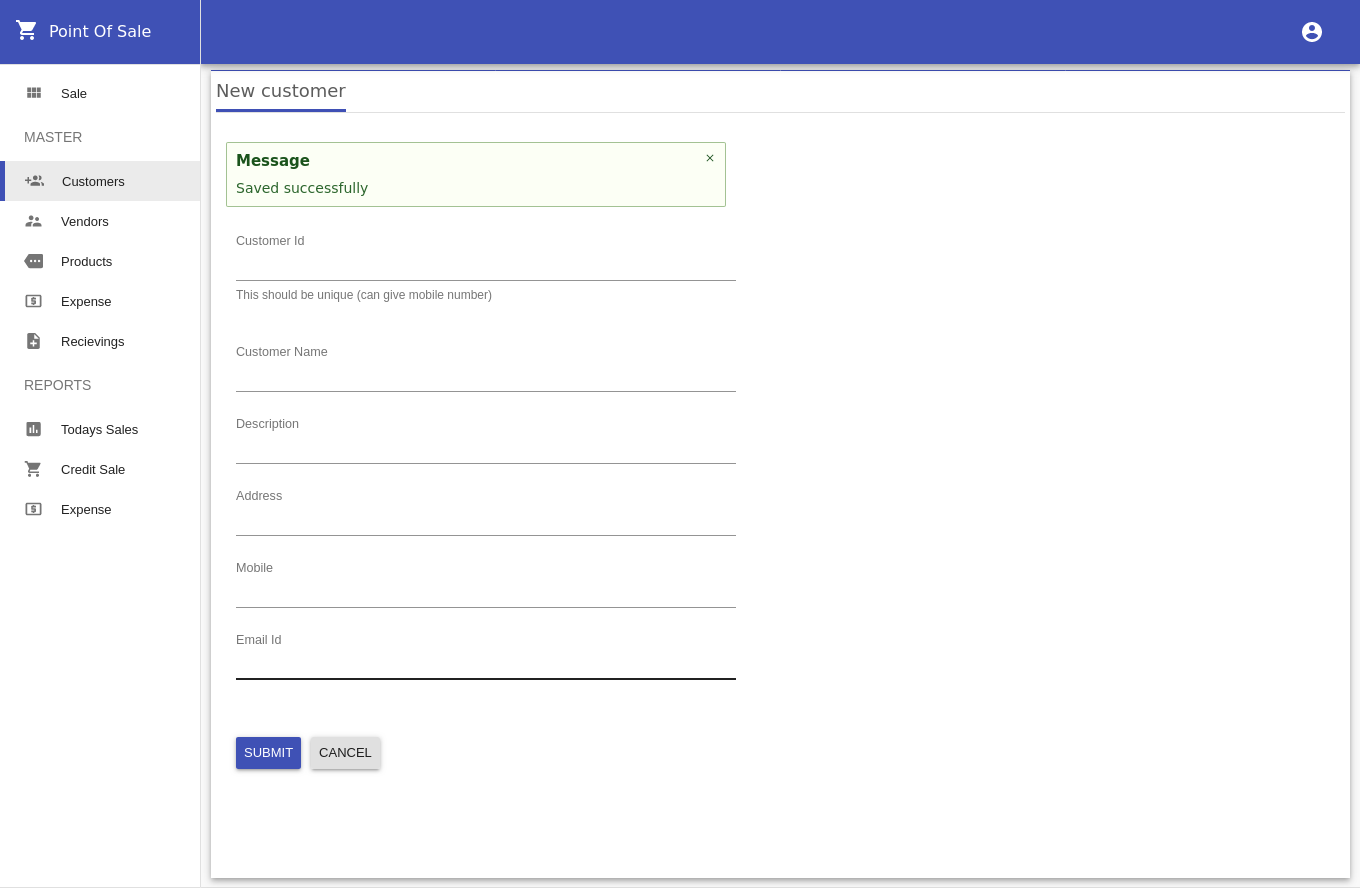 Point Of Sale
Sale
MASTER
Customers
Vendors
Products
Expense
Recievings
REPORTS
Todays Sales
Credit Sale
Expense
New customer
Message
Saved successfully
Customer Id
This should be unique (can give mobile number)
Customer Name
Description
Address
Mobile
Email Id
SUBMIT CANCEL